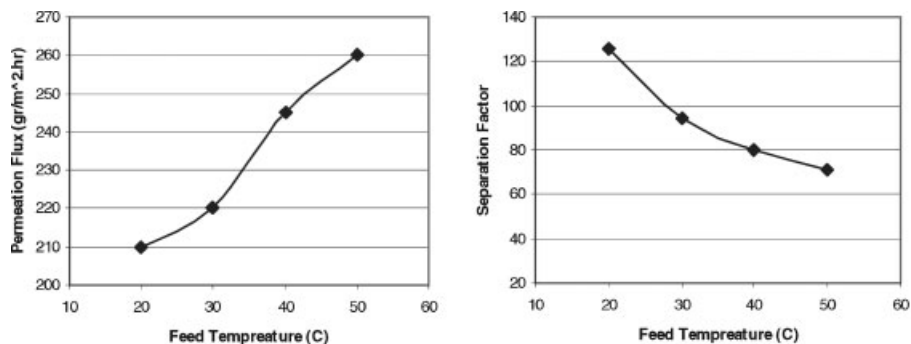 Permeation Flux (gr/m^2.hr)
270
260
250
240
230
220
210
200
10 20 30 40 50 60
Feed Tempreature (C)
Separation Factor
140
120
100
80
60
40
20
10 20 30 40 50 60
Feed Tempreature (C)